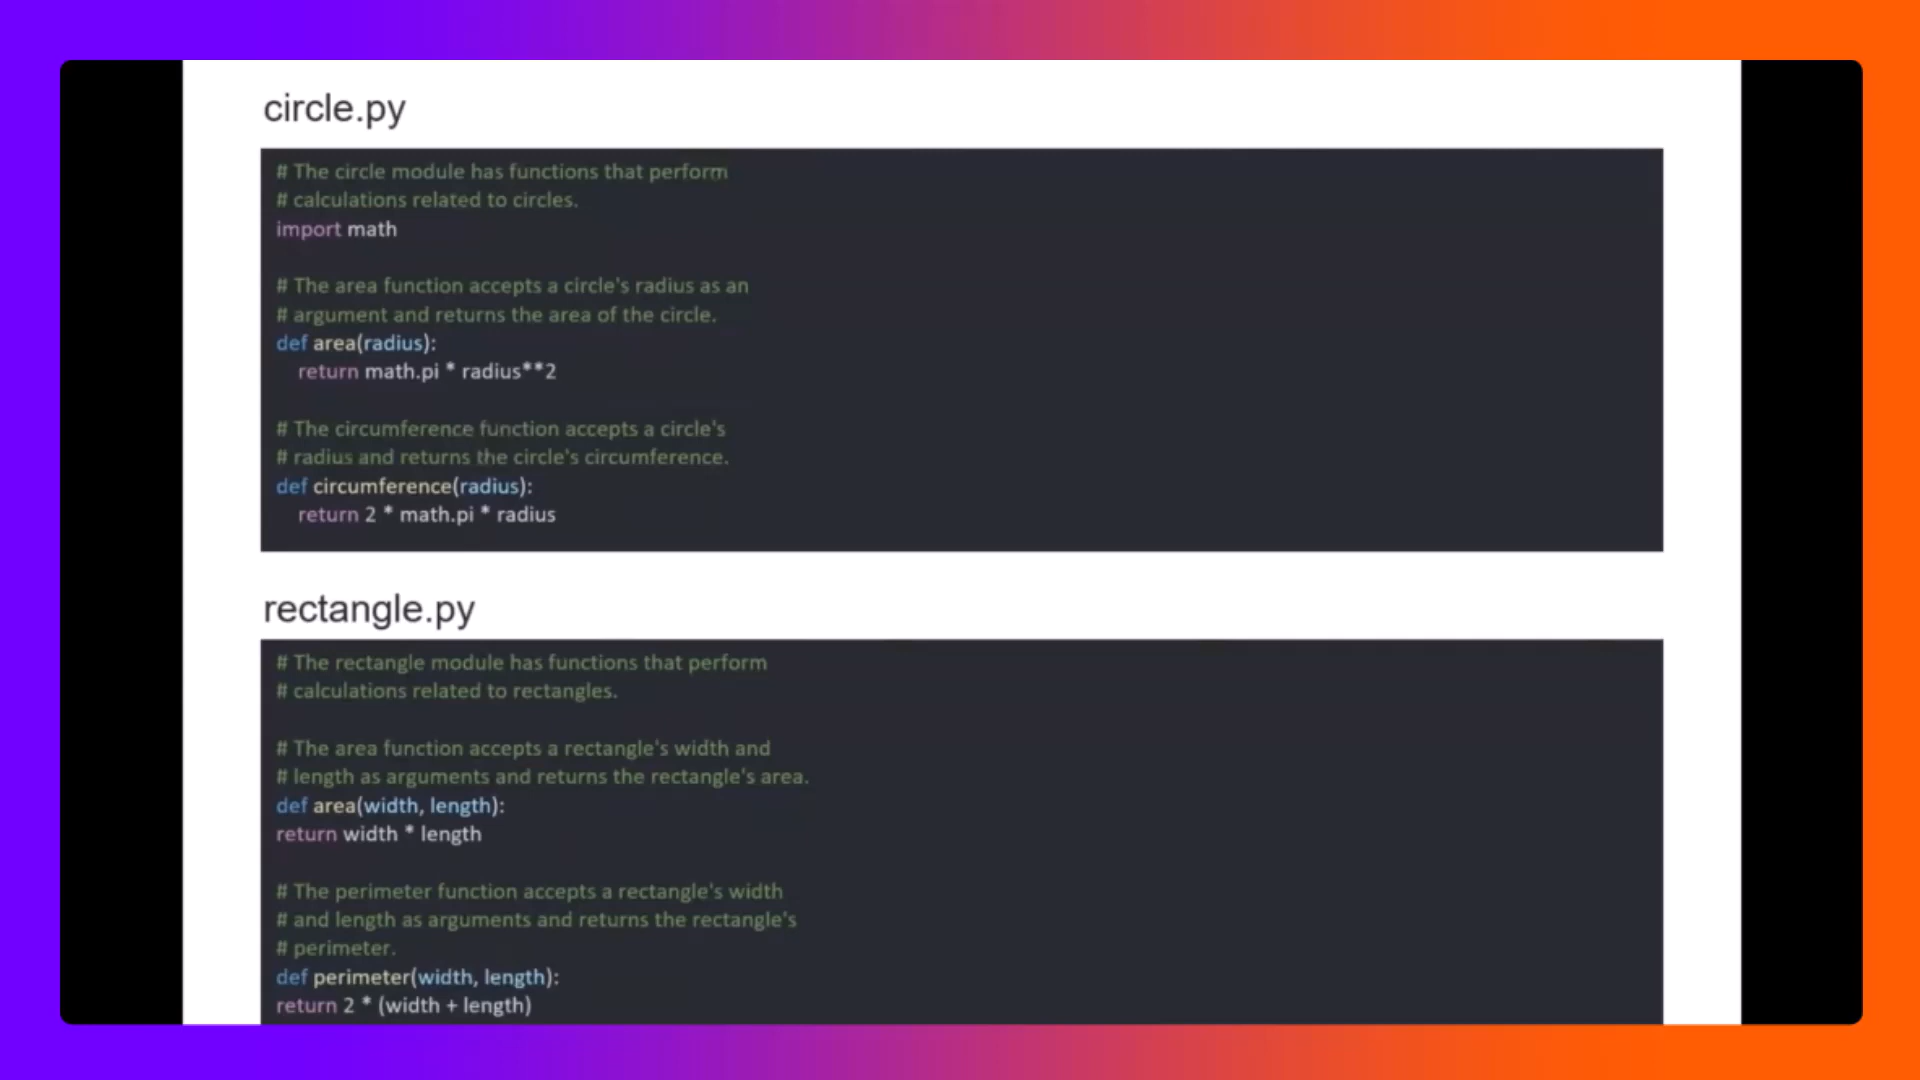 circle.py
# The circle module has functions that perform
# calculations related to circles.
import math
# The area function accepts a circle's radius as an
# argument and returns the area of the circle.
def area(radius):
    return math.pi * radius**2
# The circumference function accepts a circle's
# radius and returns the circle's circumference.
def circumference(radius):
    return 2 * math.pi * radius
rectangle.py
# The rectangle module has functions that perform
# calculations related to rectangles.
# The area function accepts a rectangle's width and
# length as arguments and returns the rectangle's area.
def area(width, length):
return width * length
# The perimeter function accepts a rectangle's width
# and length as arguments and returns the rectangle's
# perimeter.
def perimeter(width, length):
return 2 * (width + length)